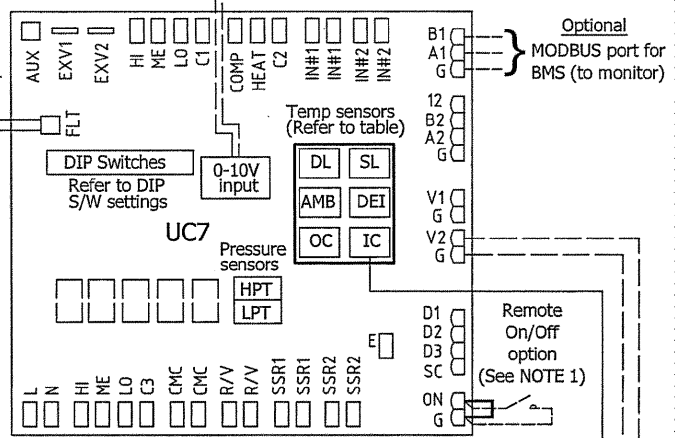 AUX EXV1 EXV2 HI ME LO C1 COMP HEAT C2 IN#1 IN#1 IN#2 IN#2
B1
A1
G
Optional
MODBUS port for
BMS (to monitor)
FLT
Temp sensors
(Refer to table)
12
B2
A2
G
DIP Switches
Refer to DIP
S/W settings
0-10V
input
DL SL
AMB DEI
OC IC
UC7
V1
G
V2
G
Pressure
sensors
HPT
LPT
D1
D2
D3
SC
E
Remote
On/Off
option
(See NOTE 1)
ON
G
L N HI ME LO C3 CMC CMC R/V R/V SSR1 SSR1 SSR2 SSR2